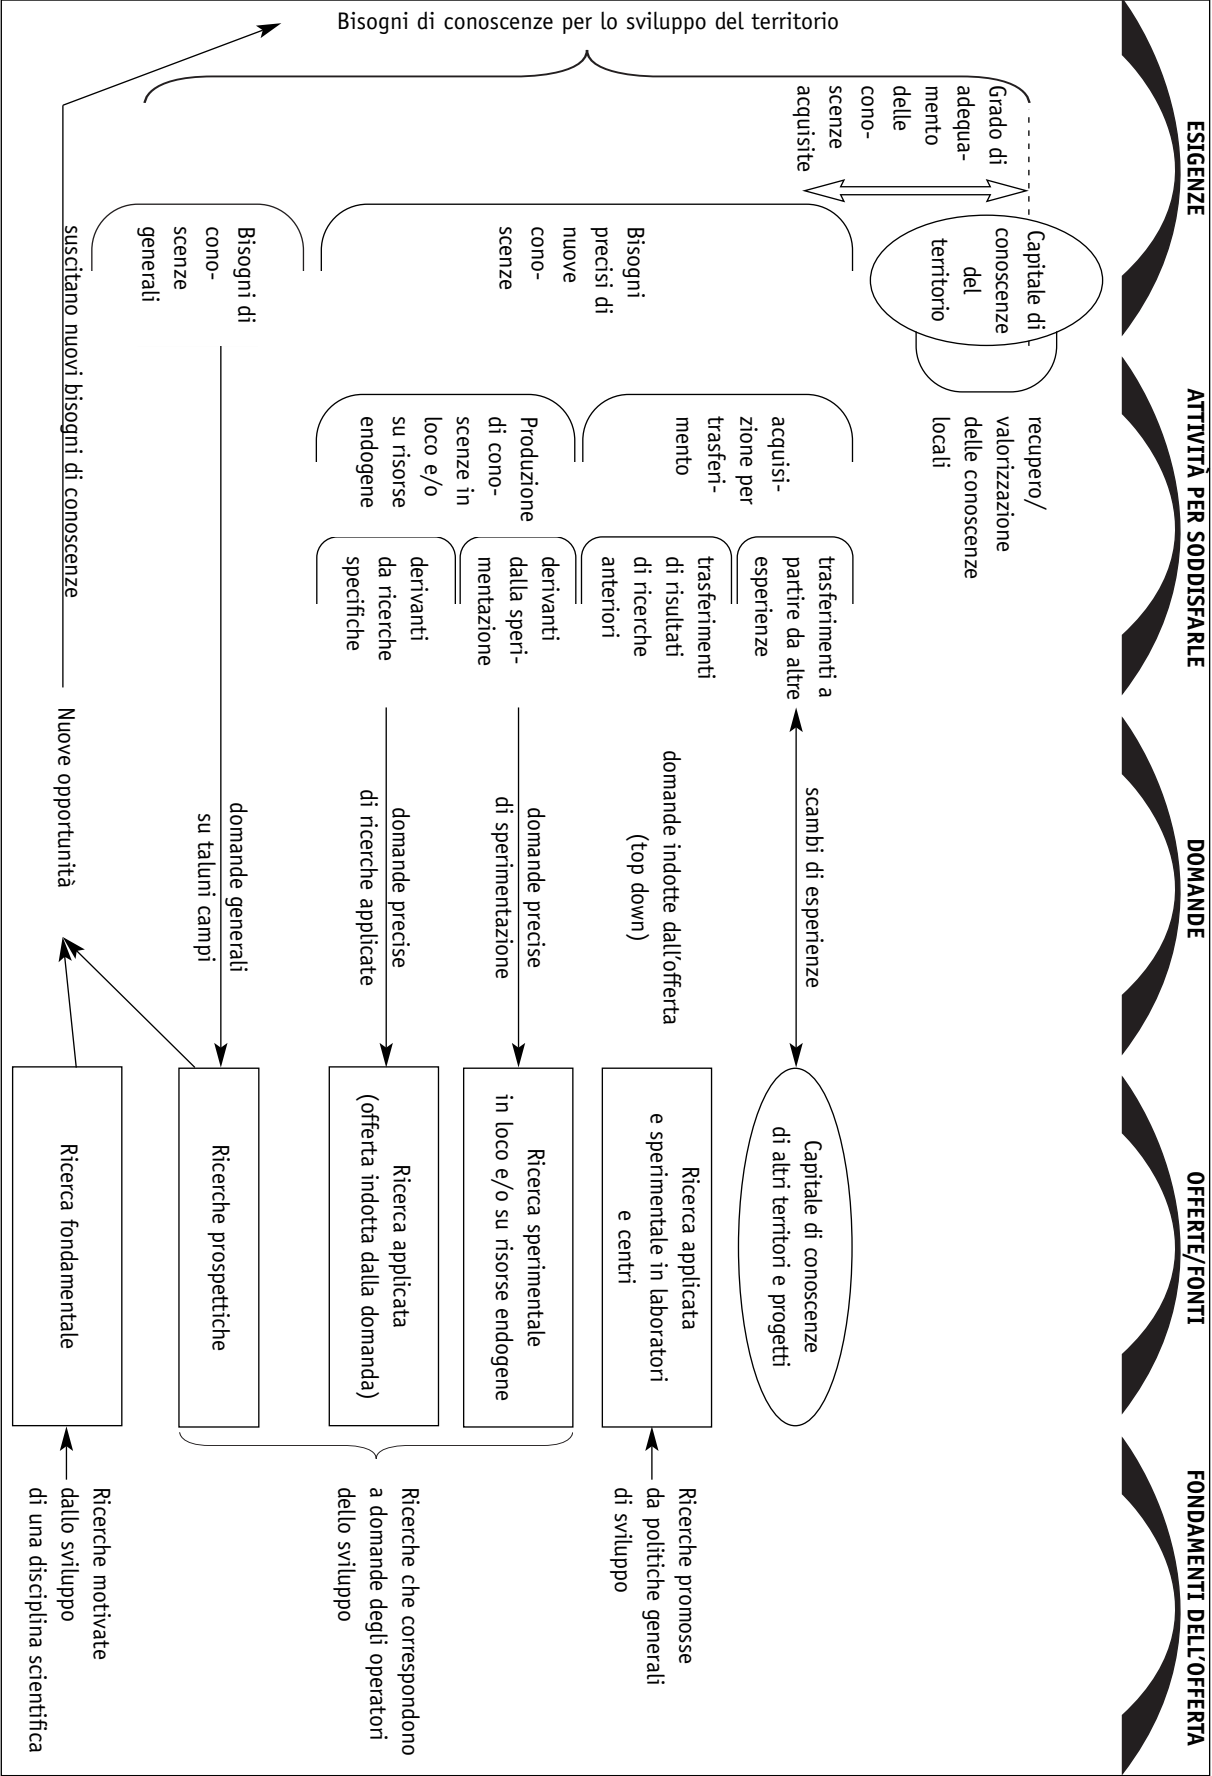 ESIGENZE
ATTIVITÀ PER SODDISFARLE
DOMANDE
OFFERTE/FONTI
FONDAMENTI DELL'OFFERTA
Bisogni di conoscenze per lo sviluppo del territorio
Grado di
adequa-
mento
delle
cono-
scenze
acquisite
Capitale di
conoscenze
del
territorio
recupero/
valorizzazione
delle conoscenze
locali
Bisogni
precisi di
nuove
cono-
scenze
acquisi-
zione per
trasferi-
mento
trasferimenti a
partire da altre
esperienze
scambi di esperienze
Capitale di conoscenze
di altri territori e progetti
trasferimenti
di risultati
di ricerche
anteriori
domande indotte dall'offerta
(top down)
Ricerca applicata
e sperimentale in laboratori
e centri
Ricerche promosse
da politiche generali
di sviluppo
Produzione
di cono-
scenze in
loco e/o
su risorse
endogene
derivanti
dalla speri-
mentazione
domande precise
di sperimentazione
Ricerca sperimentale
in loco e/o su risorse endogene
derivanti
da ricerche
specifiche
domande precise
di ricerche applicate
Ricerca applicata
(offerta indotta dalla domanda)
Ricerche che corrispondono
a domande degli operatori
dello sviluppo
Bisogni di
cono-
scenze
generali
domande generali
su taluni campi
Ricerche prospettiche
suscitano nuovi bisogni di conoscenze
Nuove opportunità
Ricerca fondamentale
Ricerche motivate
dallo sviluppo
di una disciplina scientifica